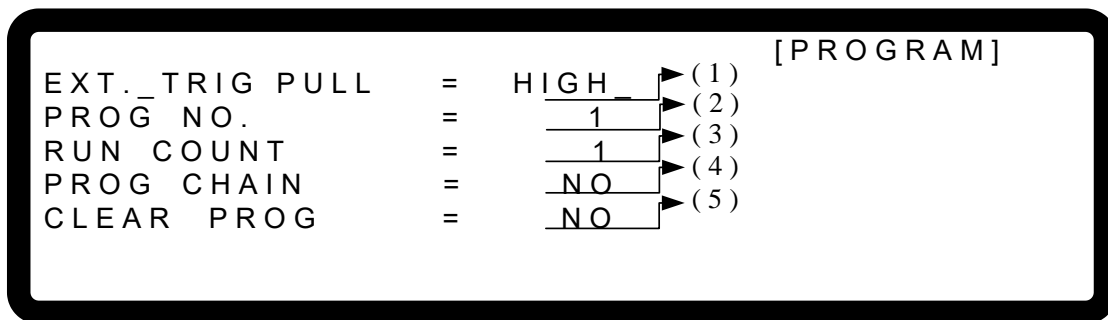 [PROGRAM]
EXT._TRIG PULL = HIGH_ (1)
PROG NO. = 1 (2)
RUN COUNT = 1 (3)
PROG CHAIN = NO (4)
CLEAR PROG = NO (5)